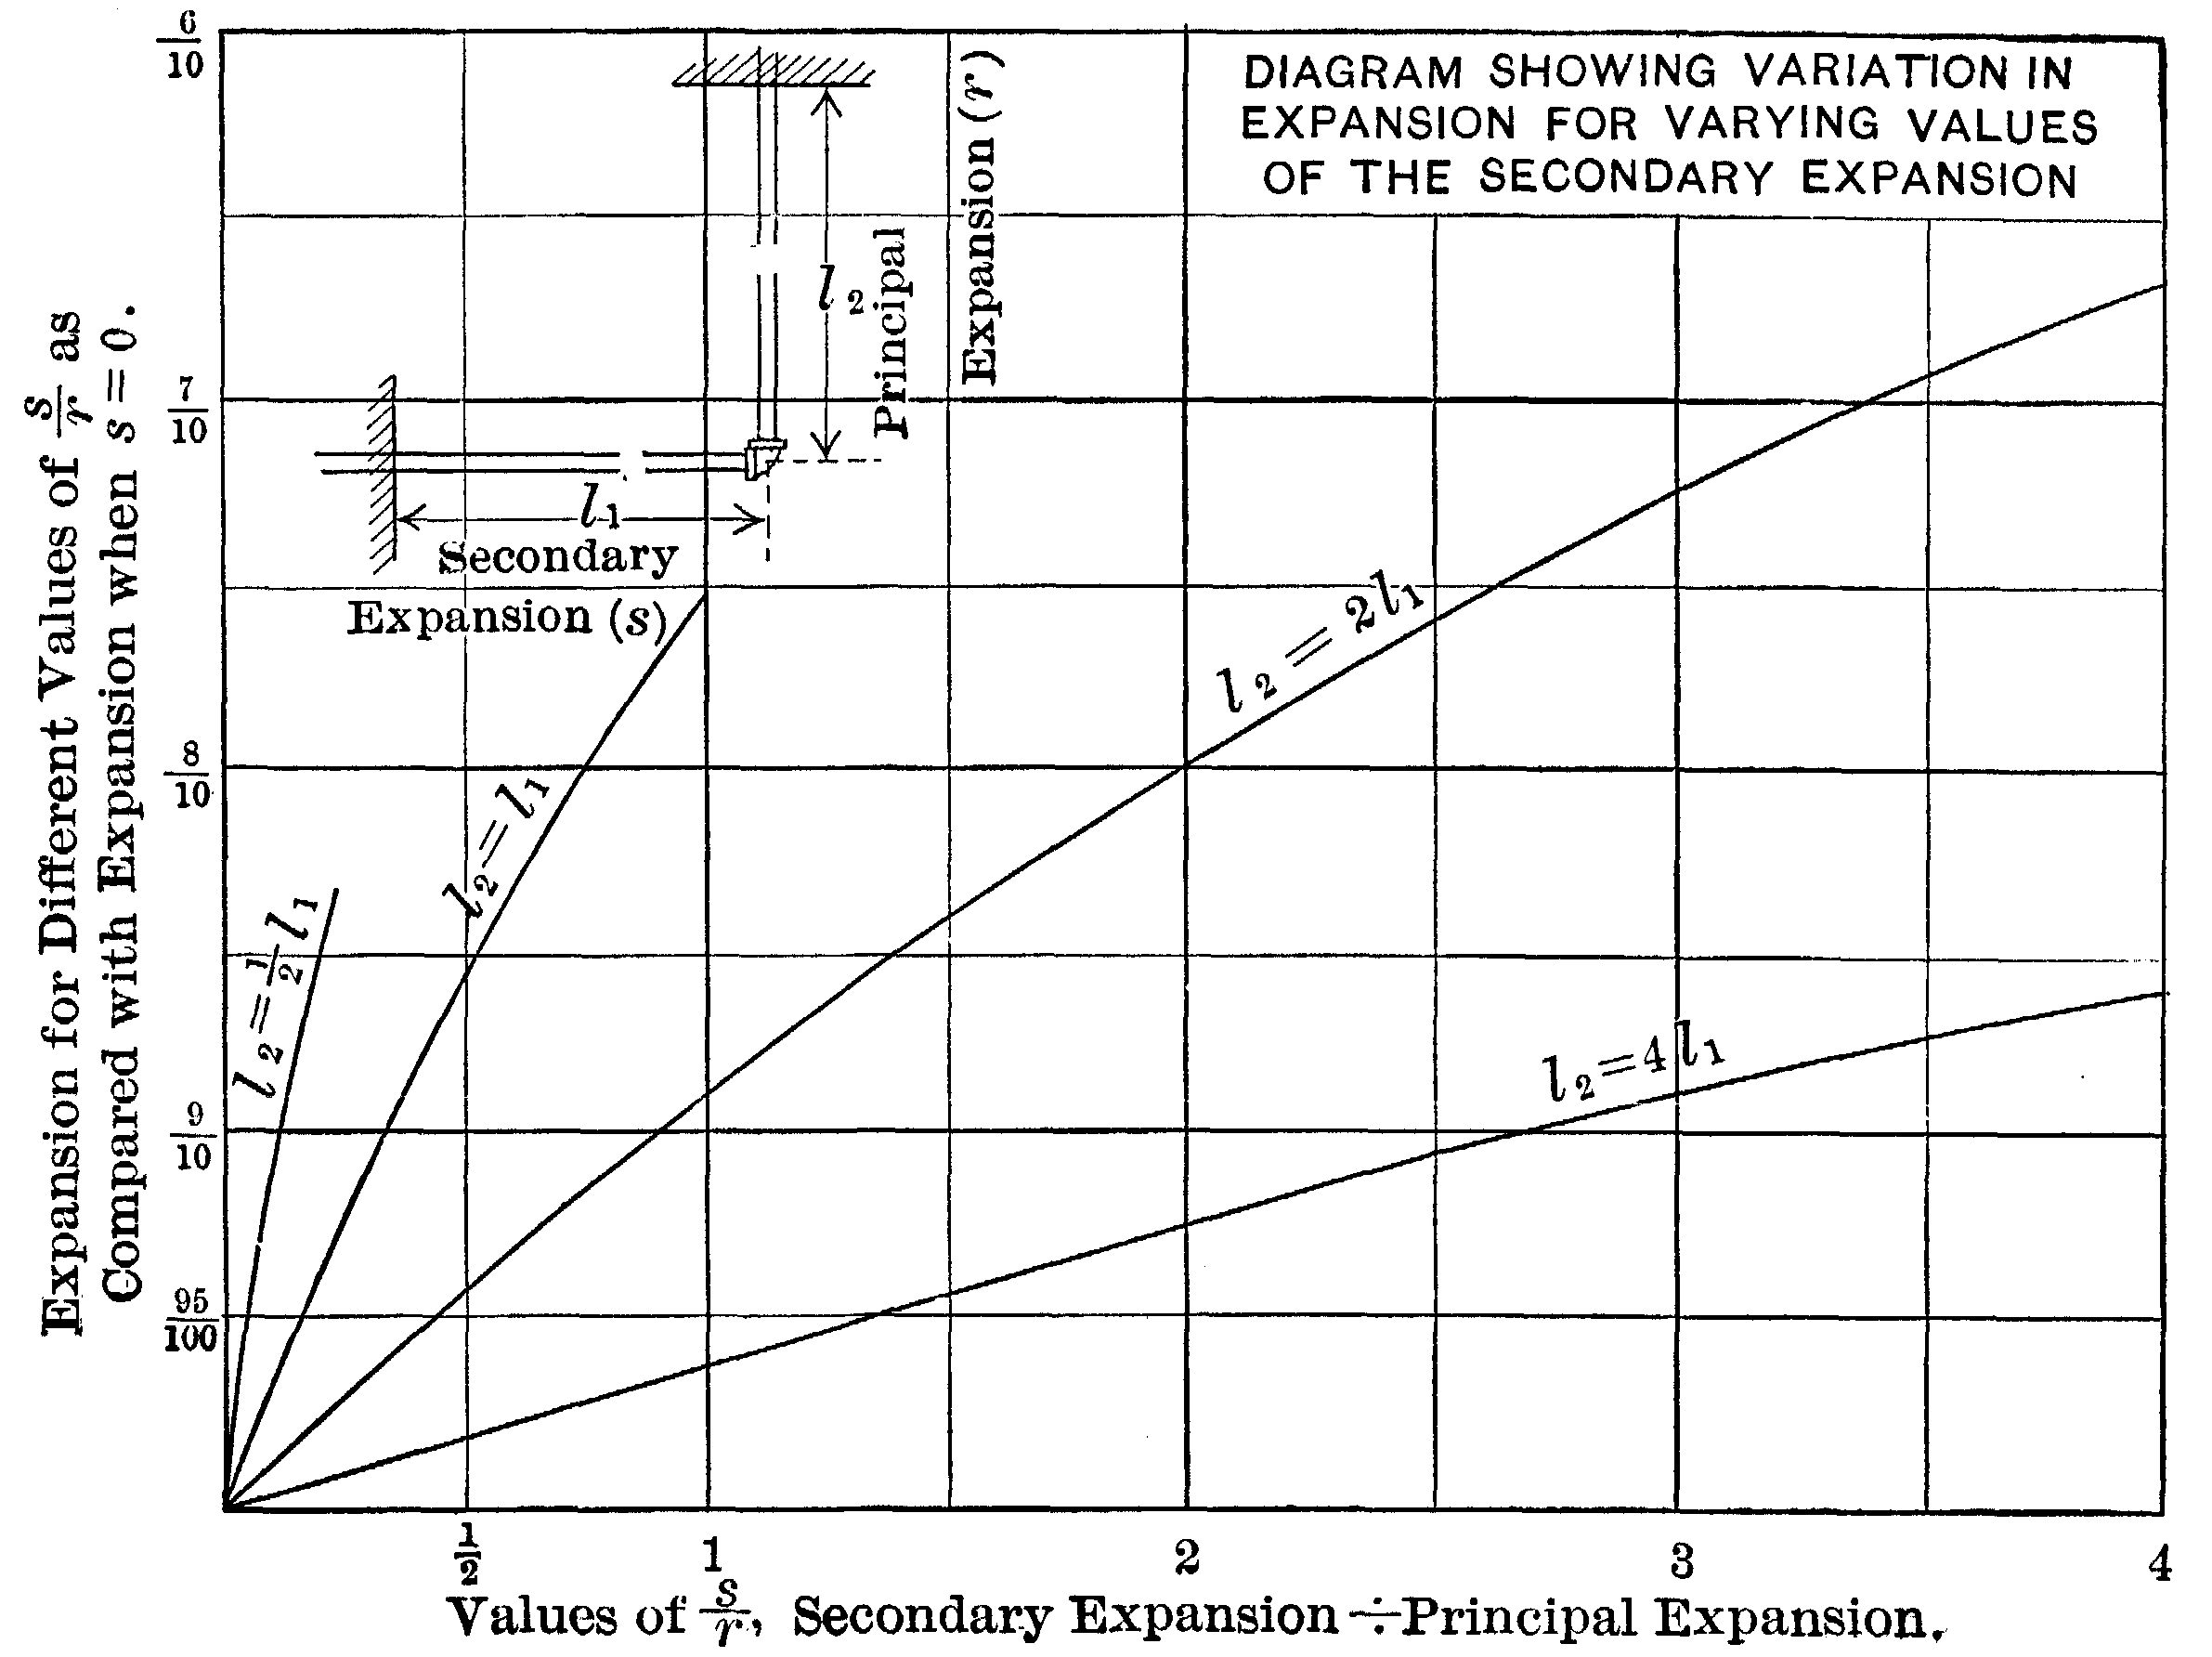 DIAGRAM SHOWING VARIATION IN
EXPANSION FOR VARYING VALUES
OF THE SECONDARY EXPANSION
Expansion for Different Values of s/r as
Compared with Expansion when s = 0.
6/10
7/10
8/10
9/10
95/100
l₂
Principal
Expansion (r)
l₁
Secondary
Expansion (s)
l₂ = ½ l₁
l₂ = l₁
l₂ = 2l₁
l₂ = 4l₁
½ 1 2 3 4
Values of s/r, Secondary Expansion ÷ Principal Expansion.